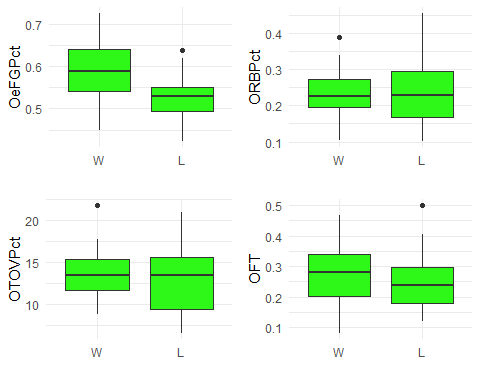 OeFGPct
0.7
0.6
0.5
W L
ORBPct
0.4
0.3
0.2
0.1
W L
OTOVPct
20
15
10
W L
OFT
0.5
0.4
0.3
0.2
0.1
W L